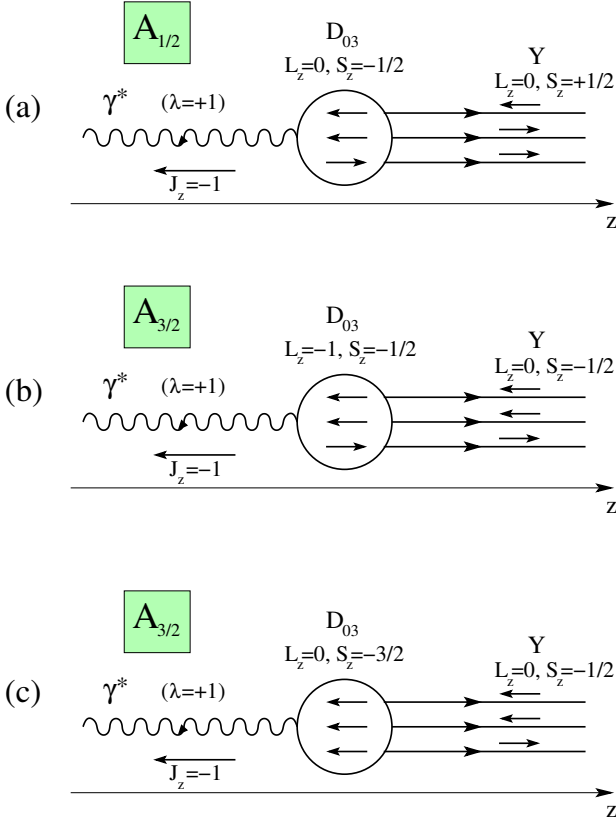 A1/2
D03
Lz=0, Sz=−1/2
Y
Lz=0, Sz=+1/2
(a)
γ* (λ=+1)
Jz=−1
z
A3/2
D03
Lz=−1, Sz=−1/2
Y
Lz=0, Sz=−1/2
(b)
γ* (λ=+1)
Jz=−1
z
A3/2
D03
Lz=0, Sz=−3/2
Y
Lz=0, Sz=−1/2
(c)
γ* (λ=+1)
Jz=−1
z